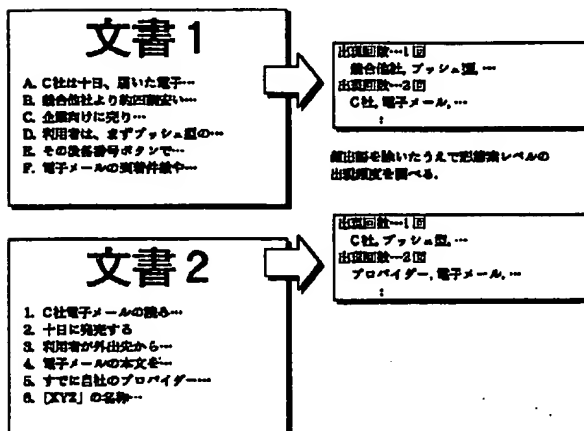 文書1
A. C社は十日、届いた電子…
B. 競合他社より約四割安い…
C. 企業向けに売り…
D. 利用者は、まずプッシュ型の…
E. その後各番号ボタンで…
F. 電子メールの到着件数や…
出現回数…1回
競合他社, プッシュ型, …
出現回数…2回
C社, 電子メール, …
:
頻出語を除いたうえで形態素レベルの
出現頻度を調べる.
文書2
1. C社電子メールの読み…
2. 十日に発売する
3. 利用者が外出先から…
4. 電子メールの本文を…
5. すでに自社のプロバイダー…
6. 「XYZ」の名称…
出現回数…1回
C社, プッシュ型, …
出現回数…2回
プロバイダー, 電子メール, …
: